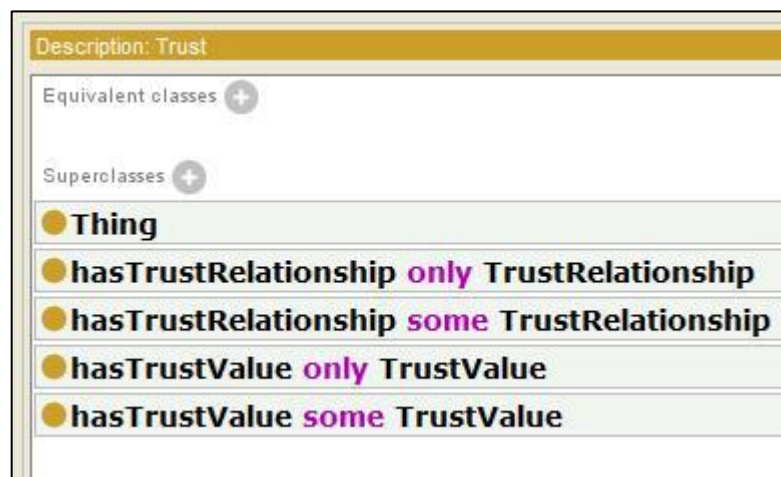 Description: Trust
Equivalent classes
Superclasses
Thing
hasTrustRelationship only TrustRelationship
hasTrustRelationship some TrustRelationship
hasTrustValue only TrustValue
hasTrustValue some TrustValue